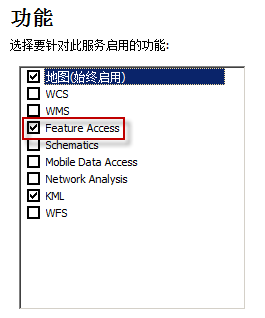 功能
选择要针对此服务启用的功能:
地图(始终启用)
WCS
WMS
Feature Access
Schematics
Mobile Data Access
Network Analysis
KML
WFS